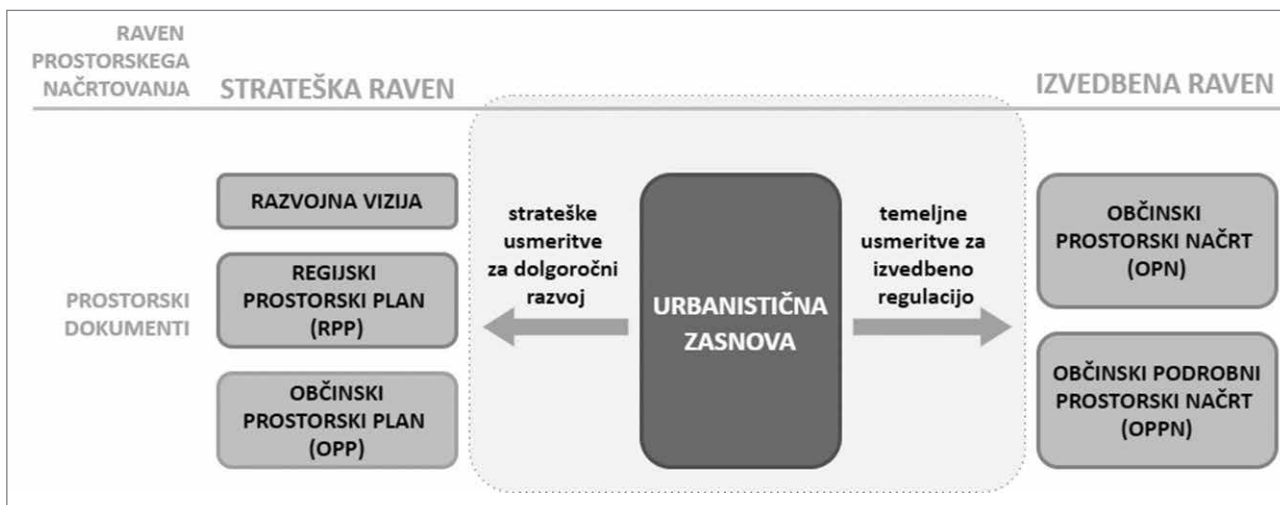 RAVEN
PROSTORSKEGA
NAČRTOVANJA
STRATEŠKA RAVEN
IZVEDBENA RAVEN
PROSTORSKI
DOKUMENTI
RAZVOJNA VIZIJA
REGIJSKI
PROSTORSKI PLAN
(RPP)
OBČINSKI
PROSTORSKI PLAN
(OPP)
strateške
usmeritve
za dolgoročni
razvoj
URBANISTIČNA
ZASNOVA
temeljne
usmeritve za
izvedbeno
regulacijo
OBČINSKI
PROSTORSKI NAČRT
(OPN)
OBČINSKI PODROBNI
PROSTORSKI NAČRT
(OPPN)